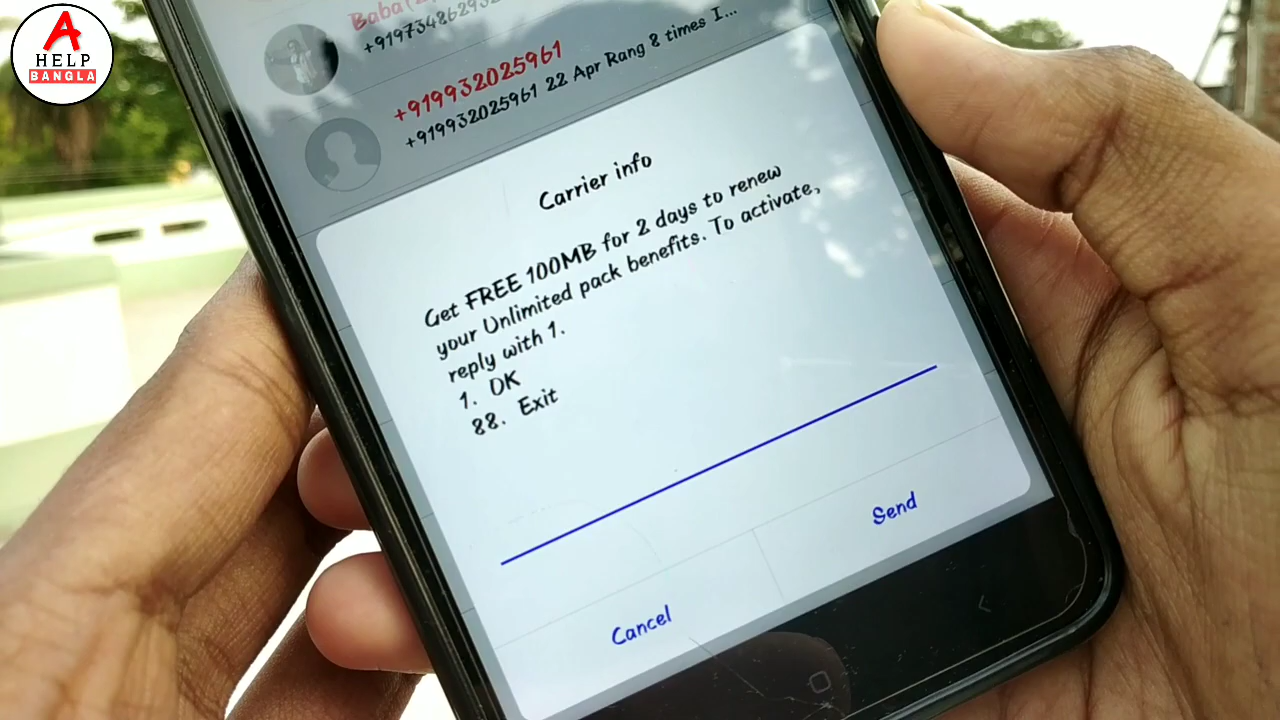 A
HELP
BANGLA
Baba
+919932025961
+919932025961 22 Apr Rang 8 times I...
Carrier info
Get FREE 100MB for 2 days to renew
your Unlimited pack benefits. To activate,
reply with 1.
1. OK
88. Exit
Cancel
Send